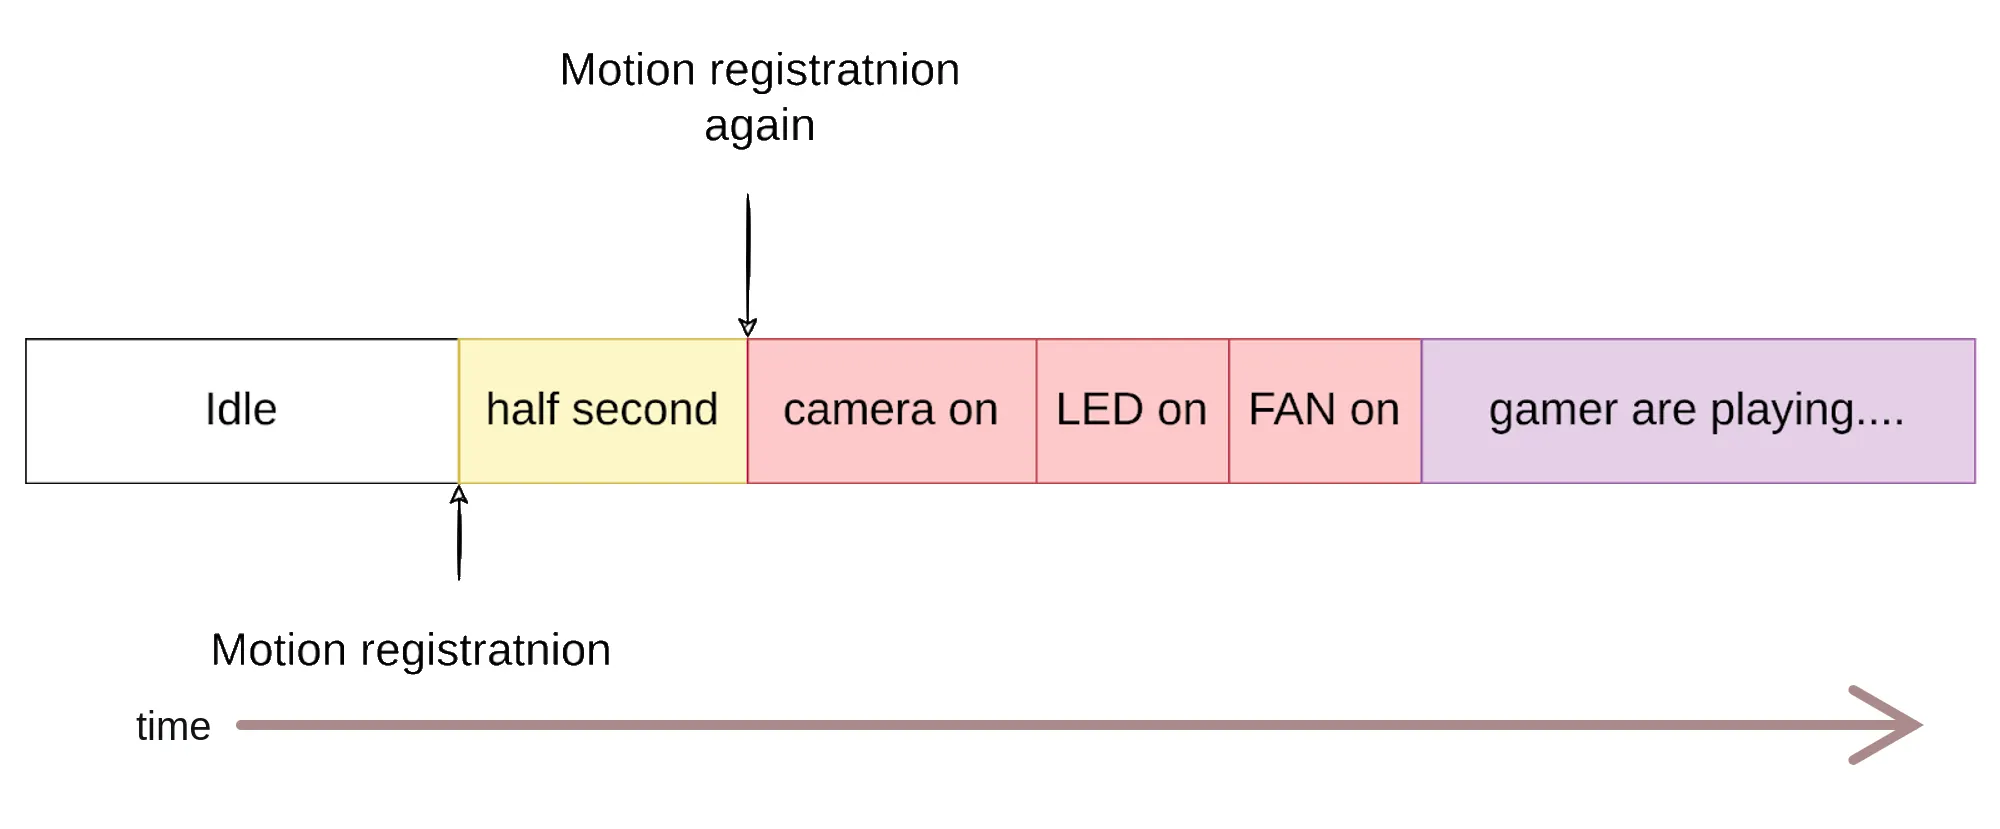 Motion registratnion
again
Idle
half second
camera on
LED on
FAN on
gamer are playing....
Motion registratnion
time